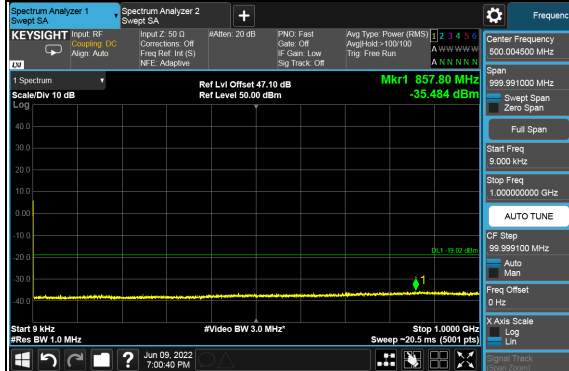 Spectrum Analyzer 1
Swept SA
Spectrum Analyzer 2
Swept SA
+
Frequenc
KEYSIGHT
Input: RF
Coupling: DC
Align: Auto
Input Z: 50 Ω
Corrections: Off
Freq Ref: Int (S)
NFE: Adaptive
#Atten: 20 dB
PNO: Fast
Gate: Off
IF Gain: Low
Sig Track: Off
Avg Type: Power (RMS)
Avg|Hold:>100/100
Trig: Free Run
1 2 3 4 5 6
A W W W W W
A N N N N N
LXI
1 Spectrum
Scale/Div 10 dB
Log
Ref Lvl Offset 47.10 dB
Ref Level 50.00 dBm
Mkr1 857.80 MHz
-35.484 dBm
40.0
30.0
20.0
10.0
0.00
-10.0
-20.0
-30.0
-40.0
DL1 -19.02 dBm
1
Start 9 kHz
#Res BW 1.0 MHz
#Video BW 3.0 MHz*
Stop 1.0000 GHz
Sweep ~20.5 ms (5001 pts)
Center Frequency
500.004500 MHz
Span
999.991000 MHz
Swept Span
Zero Span
Full Span
Start Freq
9.000 kHz
Stop Freq
1.000000000 GHz
AUTO TUNE
CF Step
99.999100 MHz
Auto
Man
Freq Offset
0 Hz
X Axis Scale
Log
Lin
Signal Track
(Span Zoom)
?
Jun 09, 2022
7:00:40 PM